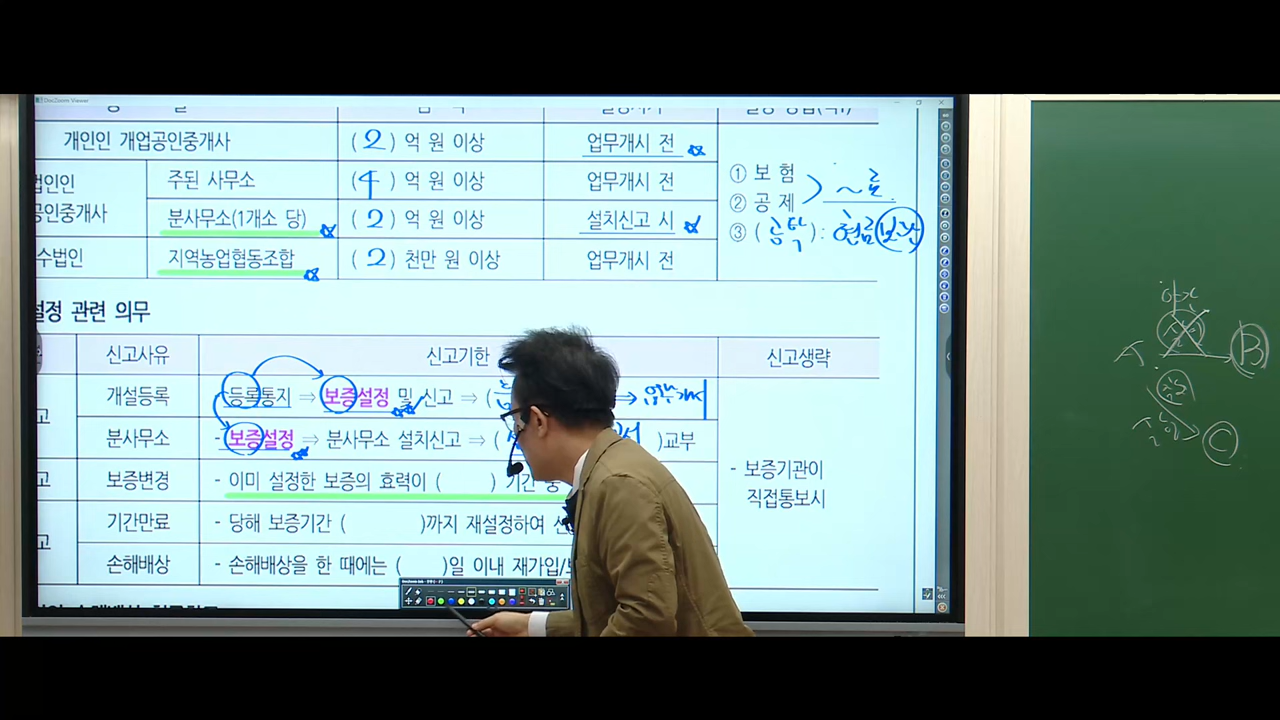 개인인 개업공인중개사 ( 2 ) 억 원 이상 업무개시 전
법인인 주된 사무소 ( 4 ) 억 원 이상 업무개시 전
공인중개사 분사무소(1개소 당) ( 2 ) 억 원 이상 설치신고 시
수법인 지역농업협동조합 ( 2 ) 천만 원 이상 업무개시 전
① 보 험
② 공 제 ~료
③ ( 공탁 ) : 현금보관
설정 관련 의무
신고사유 신고기한 신고생략
개설등록 등록통지 ⇒ 보증설정 및 신고 ⇒ ( → 업무개시
분사무소 - 보증설정 ⇒ 분사무소 설치신고 ⇒ ( )교부
보증변경 - 이미 설정한 보증의 효력이 ( ) 기간 중
기간만료 - 당해 보증기간 ( )까지 재설정하여
손해배상 - 손해배상을 한 때에는 ( )일 이내 재가입/
- 보증기관이
직접통보시
B
C